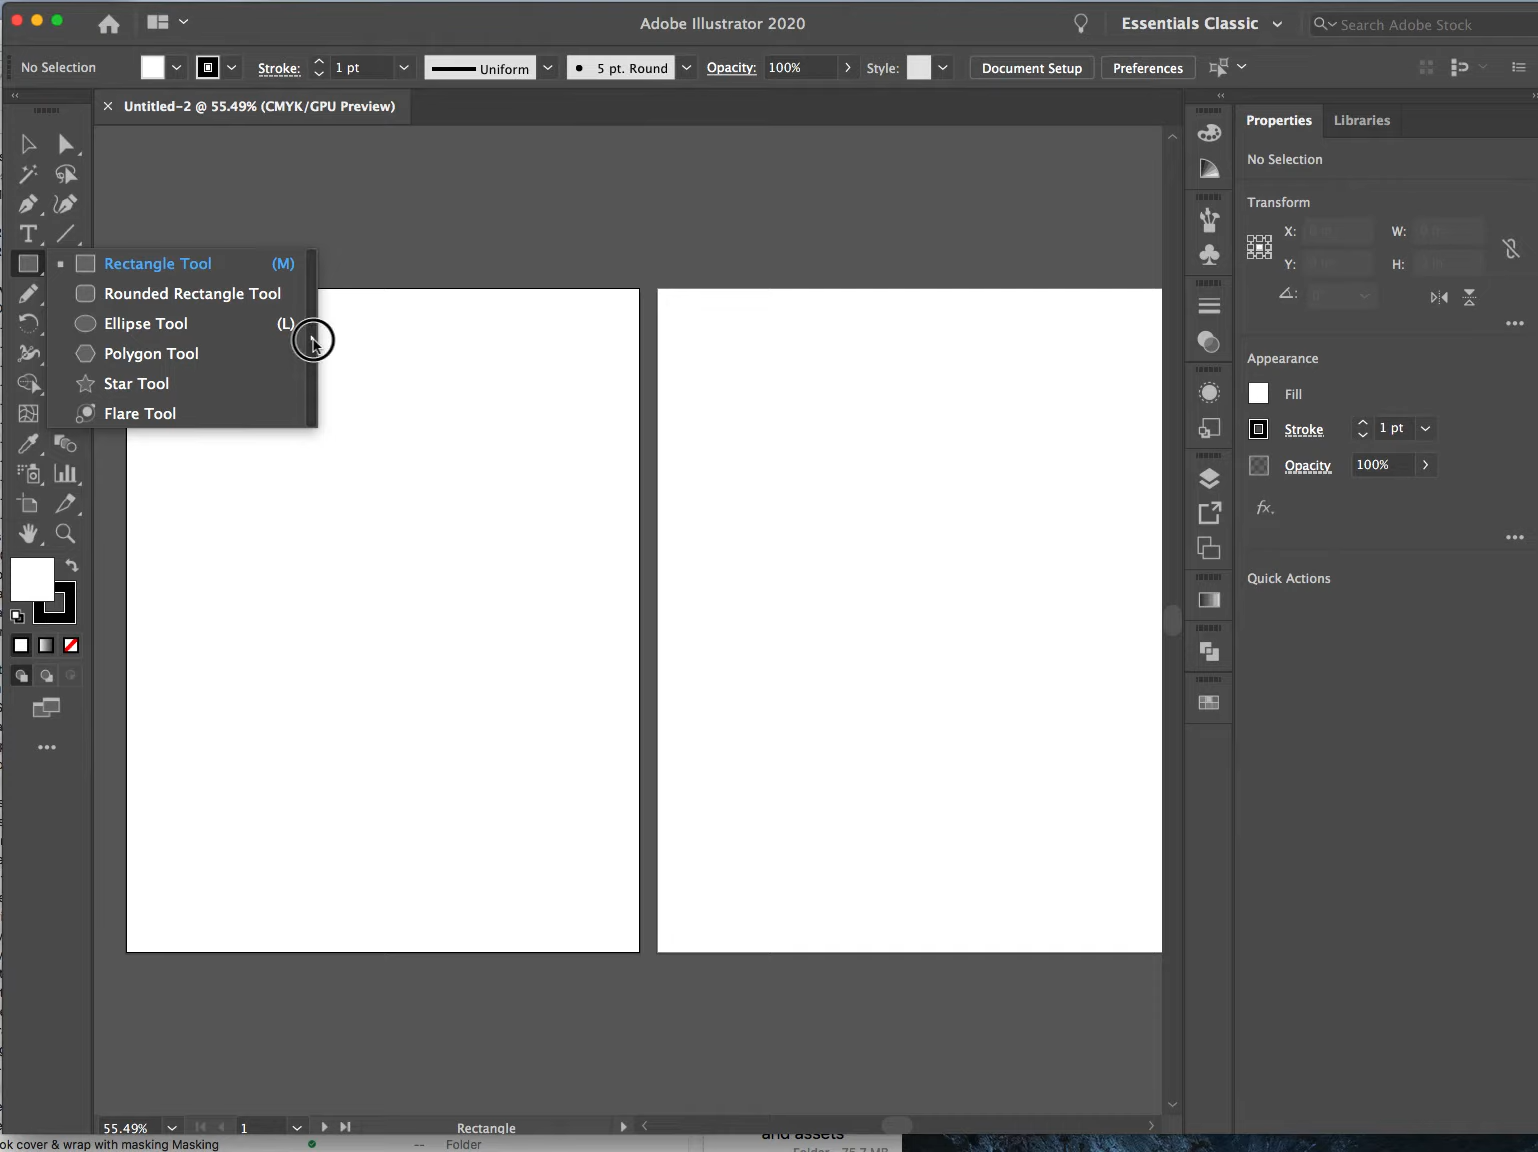 Adobe Illustrator 2020
Essentials Classic
Search Adobe Stock
No Selection
Stroke:
1 pt
Uniform
5 pt. Round
Opacity:
100%
Style:
Document Setup
Preferences
Untitled-2 @ 55.49% (CMYK/GPU Preview)
Properties
Libraries
No Selection
Transform
X:
W:
Y:
H:
Rectangle Tool (M)
Rounded Rectangle Tool
Ellipse Tool (L)
Polygon Tool
Star Tool
Flare Tool
Appearance
Fill
Stroke
1 pt
Opacity
100%
fx.
Quick Actions
55.49%
1
Rectangle
ok cover & wrap with masking Masking
--
Folder
and assets